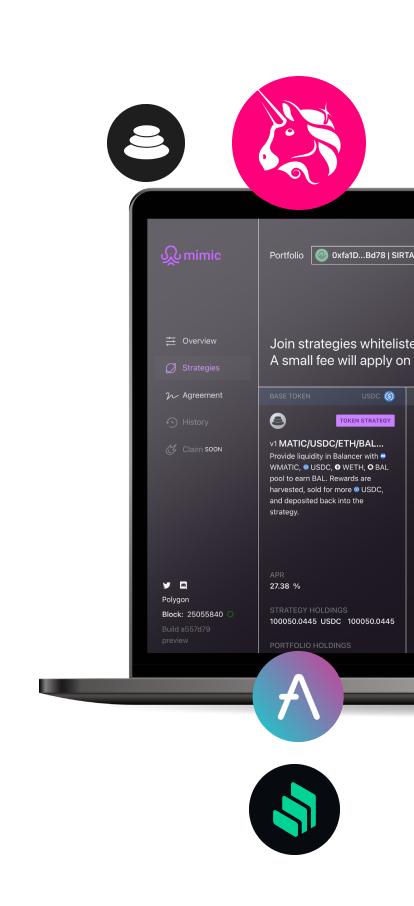 mimic
Portfolio
0xfa1D...Bd78 | SIRTA
Overview
Strategies
Agreement
History
Claim SOON
Polygon
Block: 25055840
Build a557d79
preview
Join strategies whiteliste
A small fee will apply on
BASE TOKEN
USDC
TOKEN STRATEGY
v1 MATIC/USDC/ETH/BAL...
Provide liquidity in Balancer with
WMATIC, USDC, WETH, BAL
pool to earn BAL. Rewards are
harvested, sold for more USDC,
and deposited back into the
strategy.
APR
27.38 %
STRATEGY HOLDINGS
100050.0445 USDC 100050.0445
PORTFOLIO HOLDINGS